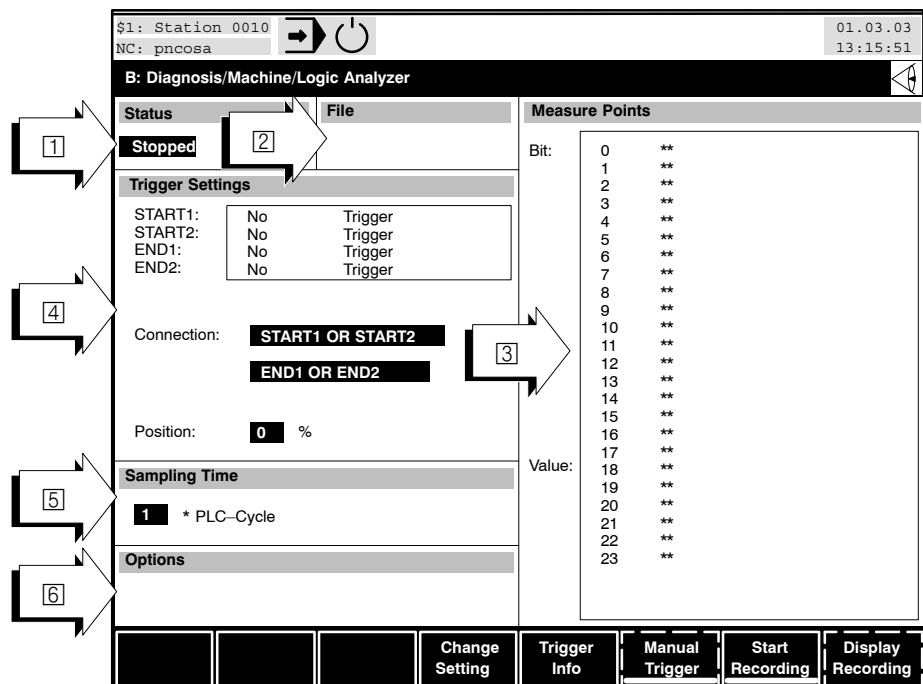 $1: Station 0010
NC: pncosa
01.03.03
13:15:51
B: Diagnosis/Machine/Logic Analyzer
Status
File
Measure Points
1
Stopped
2
Trigger Settings
START1: No Trigger
START2: No Trigger
END1: No Trigger
END2: No Trigger
4
Connection: START1 OR START2
END1 OR END2
3
Position: 0 %
Sampling Time
5
1 * PLC–Cycle
Options
6
Bit: 0 **
1 **
2 **
3 **
4 **
5 **
6 **
7 **
8 **
9 **
10 **
11 **
12 **
13 **
14 **
15 **
16 **
17 **
Value: 18 **
19 **
20 **
21 **
22 **
23 **
Change Setting
Trigger Info
Manual Trigger
Start Recording
Display Recording